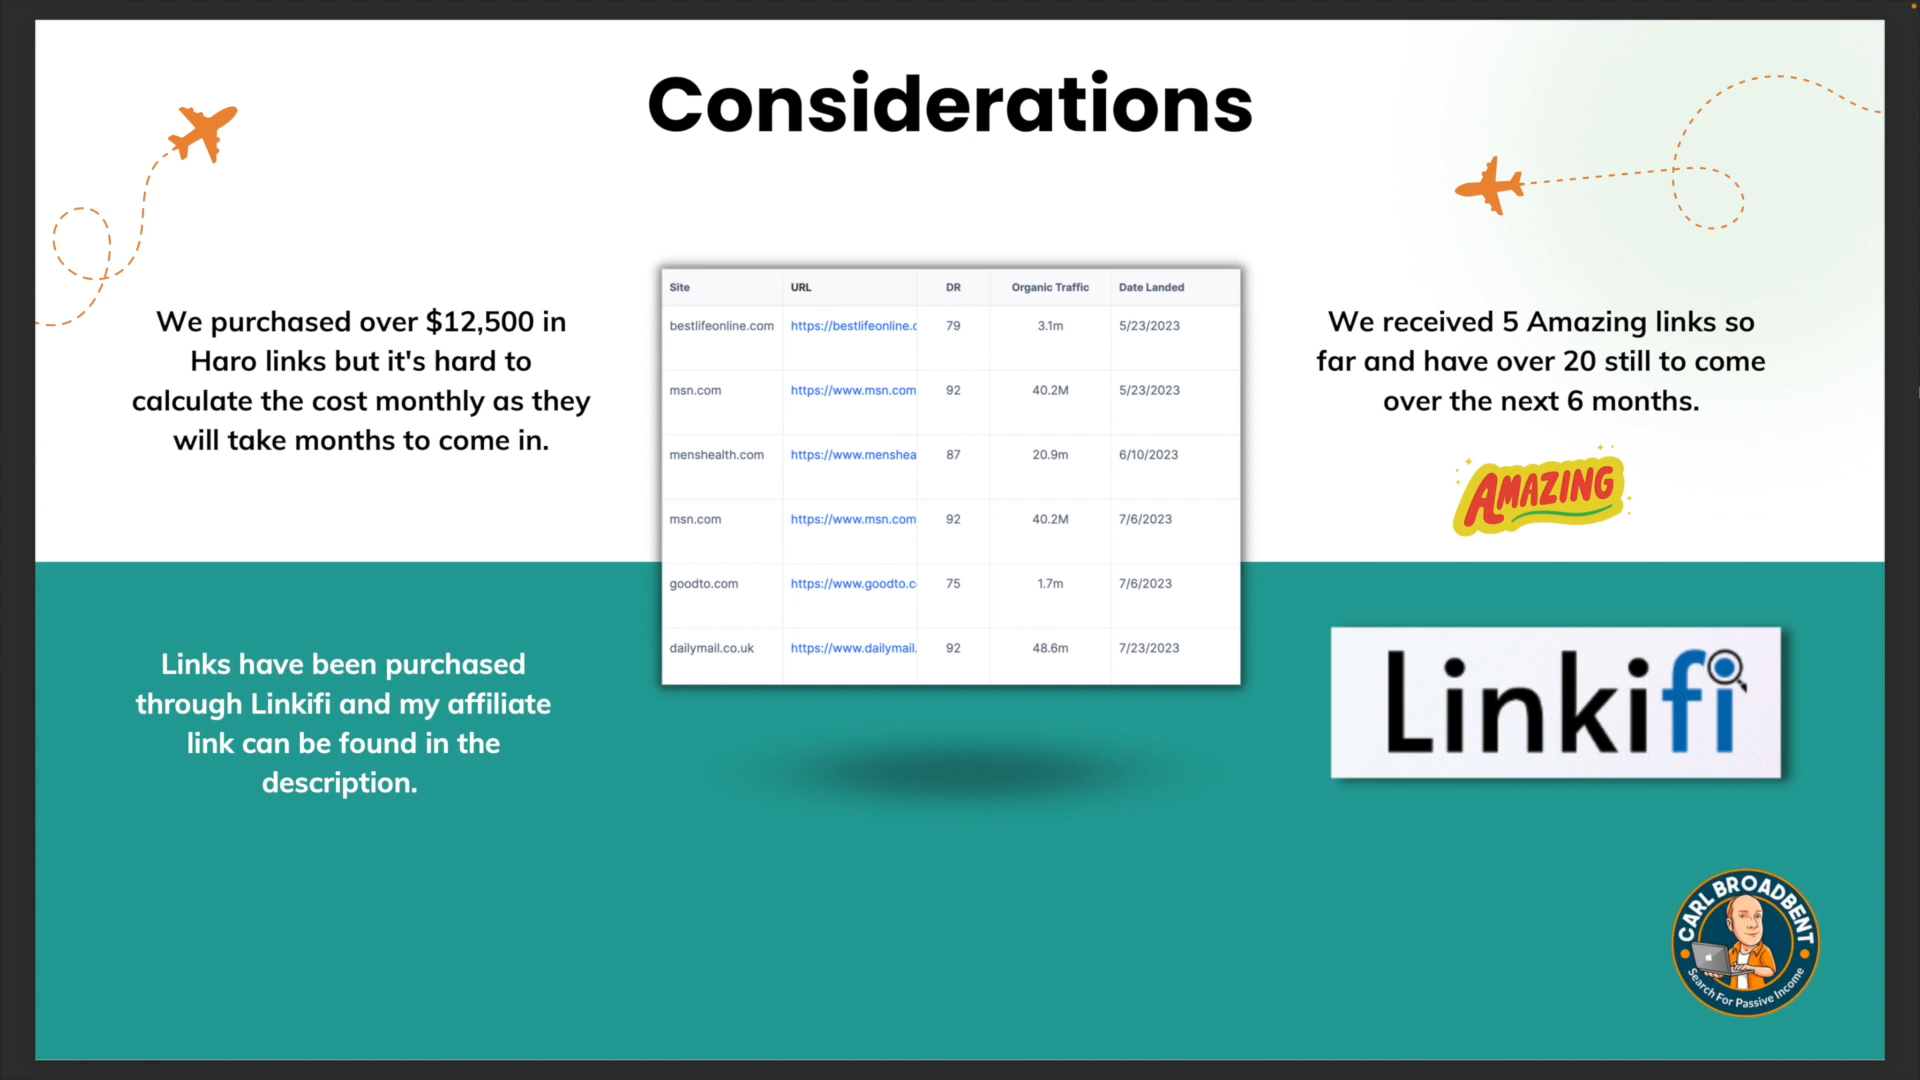 Considerations
We purchased over $12,500 in
Haro links but it's hard to
calculate the cost monthly as they
will take months to come in.
Site URL DR Organic Traffic Date Landed
bestlifeonline.com https://bestlifeonline.c 79 3.1m 5/23/2023
msn.com https://www.msn.com 92 40.2M 5/23/2023
menshealth.com https://www.menshea 87 20.9m 6/10/2023
msn.com https://www.msn.com 92 40.2M 7/6/2023
goodto.com https://www.goodto.c 75 1.7m 7/6/2023
dailymail.co.uk https://www.dailymail. 92 48.6m 7/23/2023
We received 5 Amazing links so
far and have over 20 still to come
over the next 6 months.
AMAZING
Links have been purchased
through Linkifi and my affiliate
link can be found in the
description.
Linkifi
CARL BROADBENT
Search For Passive Income